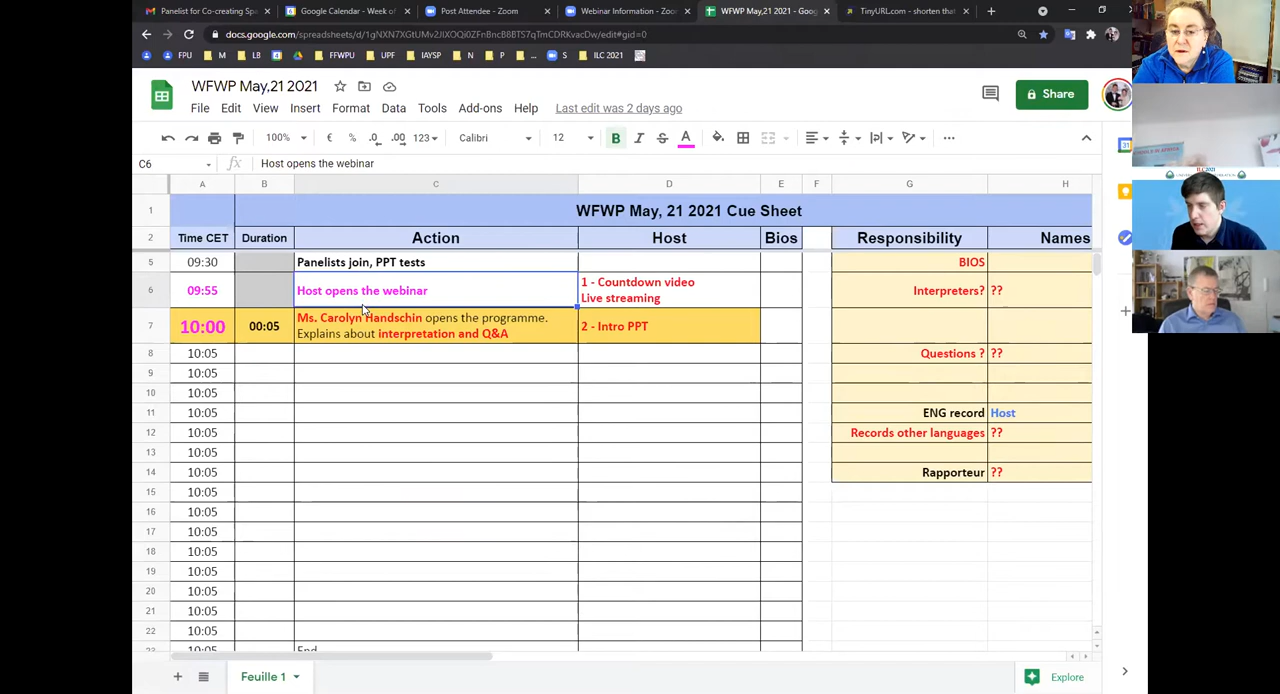 Panelist for Co-creating Sp
Google Calendar - Week o
Post Attendee - Zoom
Webinar Information - Zoo
WFWP May,21 2021 - Goo
TinyURL.com - shorten tha
docs.google.com/spreadsheets/d/
/edit#gid=0
FPU
M
L8
FFWPU
UPF
IAYSP
N
P
...
S
ILC 2021
WFWP May,21 2021
File
Edit
View
Insert
Format
Data
Tools
Add-ons
Help
Last edit was 2 days ago
Share
100%
€
%
.0
.00
123
Calibri
12
B
I
S
A
C6
fx
Host opens the webinar
A
B
C
D
E
F
G
H
1
WFWP May, 21 2021 Cue Sheet
2
Time CET
Duration
Action
Host
Bios
Responsibility
Names
5
09:30
Panelists join, PPT tests
BIOS
6
09:55
Host opens the webinar
1 - Countdown video
Live streaming
Interpreters?
??
7
10:00
00:05
Ms. Carolyn Handschin opens the programme.
Explains about interpretation and Q&A
2 - Intro PPT
8
10:05
Questions ?
??
9
10:05
10
10:05
11
10:05
ENG record
Host
12
10:05
Records other languages
??
13
10:05
14
10:05
Rapporteur
??
15
10:05
16
10:05
17
10:05
18
10:05
19
10:05
20
10:05
21
10:05
22
10:05
23
10:05
End
Feuille 1
Explore
31
ILC2021